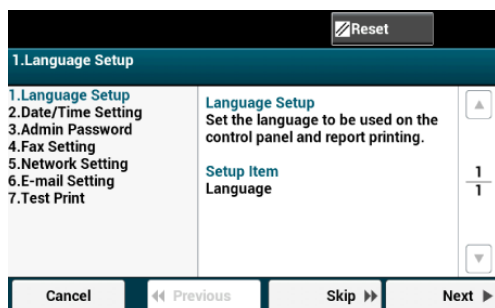 Reset
1.Language Setup
1.Language Setup
2.Date/Time Setting
3.Admin Password
4.Fax Setting
5.Network Setting
6.E-mail Setting
7.Test Print
Language Setup
Set the language to be used on the
control panel and report printing.
Setup Item
Language
1
1
Cancel
Previous
Skip
Next